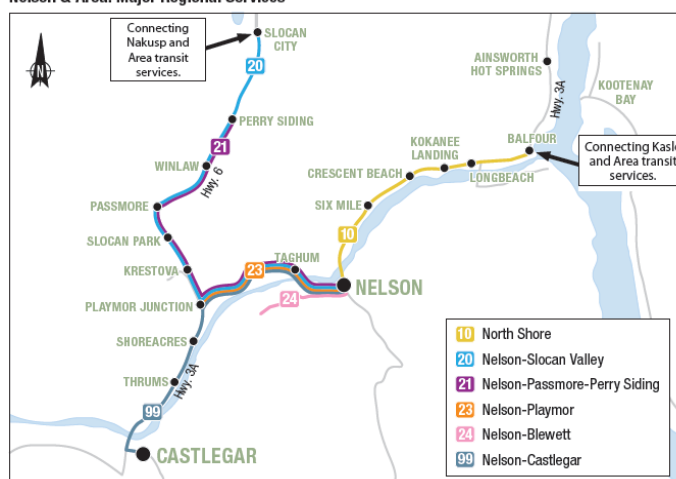 Nelson & Area: Major Regional Services
Connecting
Nakusp and
Area transit
services.
SLOCAN
CITY
20
AINSWORTH
HOT SPRINGS
Hwy. 3A
KOOTENAY
BAY
N
PERRY SIDING
21
WINLAW
Hwy. 6
KOKANEE
LANDING
BALFOUR
Connecting Kaslo
and Area transit
services.
CRESCENT BEACH
LONGBEACH
PASSMORE
SIX MILE
SLOCAN PARK
10
KRESTOVA
23
TAGHUM
NELSON
24
PLAYMOR JUNCTION
SHOREACRES
THRUMS
Hwy. 3A
99
CASTLEGAR
10 North Shore
20 Nelson-Slocan Valley
21 Nelson-Passmore-Perry Siding
23 Nelson-Playmor
24 Nelson-Blewett
99 Nelson-Castlegar